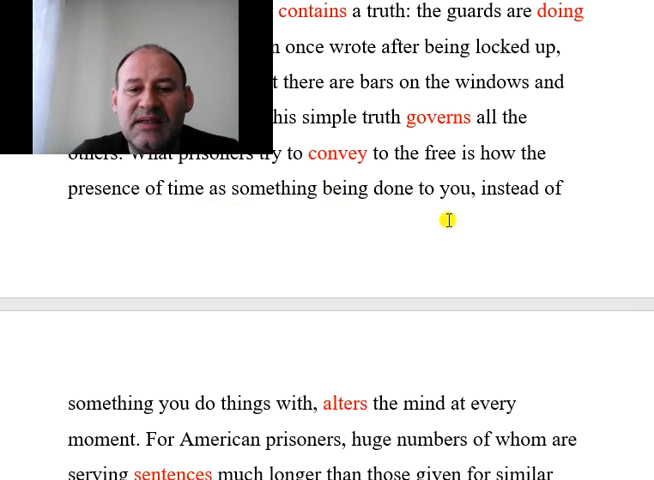 contains a truth: the guards are doing
once wrote after being locked up,
there are bars on the windows and
his simple truth governs all the
others. What prisoners try to convey to the free is how the
presence of time as something being done to you, instead of
something you do things with, alters the mind at every
moment. For American prisoners, huge numbers of whom are
serving sentences much longer than those given for similar